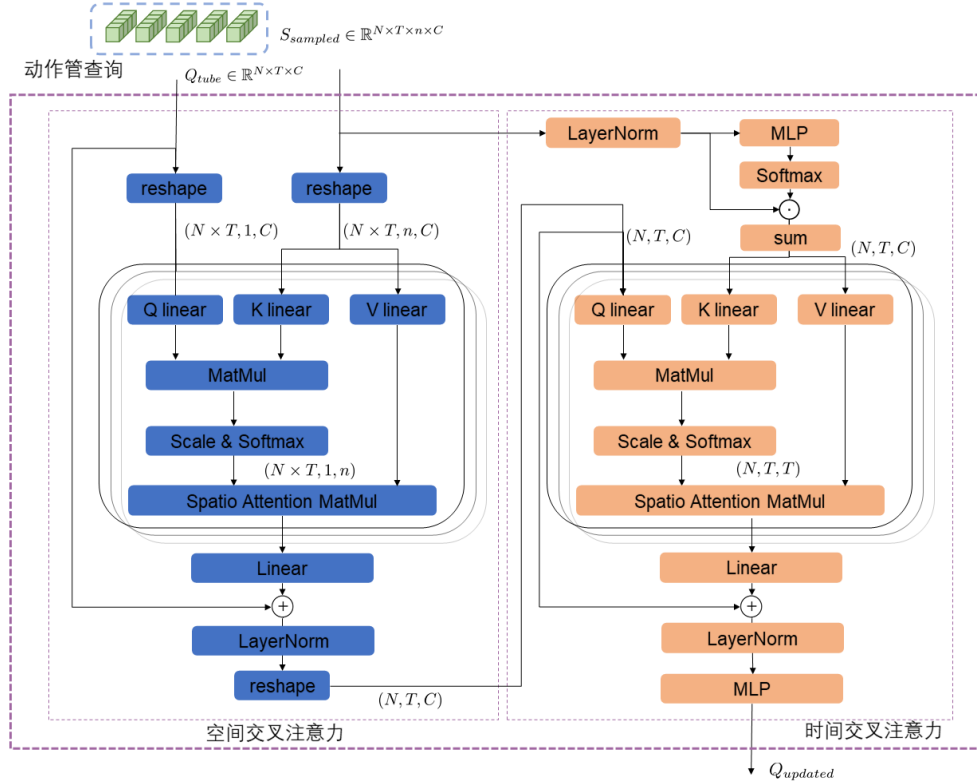 S_{sampled} ∈ ℝ^{N×T×n×C}
动作管查询
Q_{tube} ∈ ℝ^{N×T×C}
reshape
reshape
(N × T, 1, C)
(N × T, n, C)
Q linear
K linear
V linear
MatMul
Scale & Softmax
(N × T, 1, n)
Spatio Attention MatMul
Linear
+
LayerNorm
reshape
(N, T, C)
空间交叉注意力
LayerNorm
MLP
Softmax
sum
(N, T, C)
(N, T, C)
Q linear
K linear
V linear
MatMul
Scale & Softmax
(N, T, T)
Spatio Attention MatMul
Linear
+
LayerNorm
MLP
时间交叉注意力
Q_{updated}